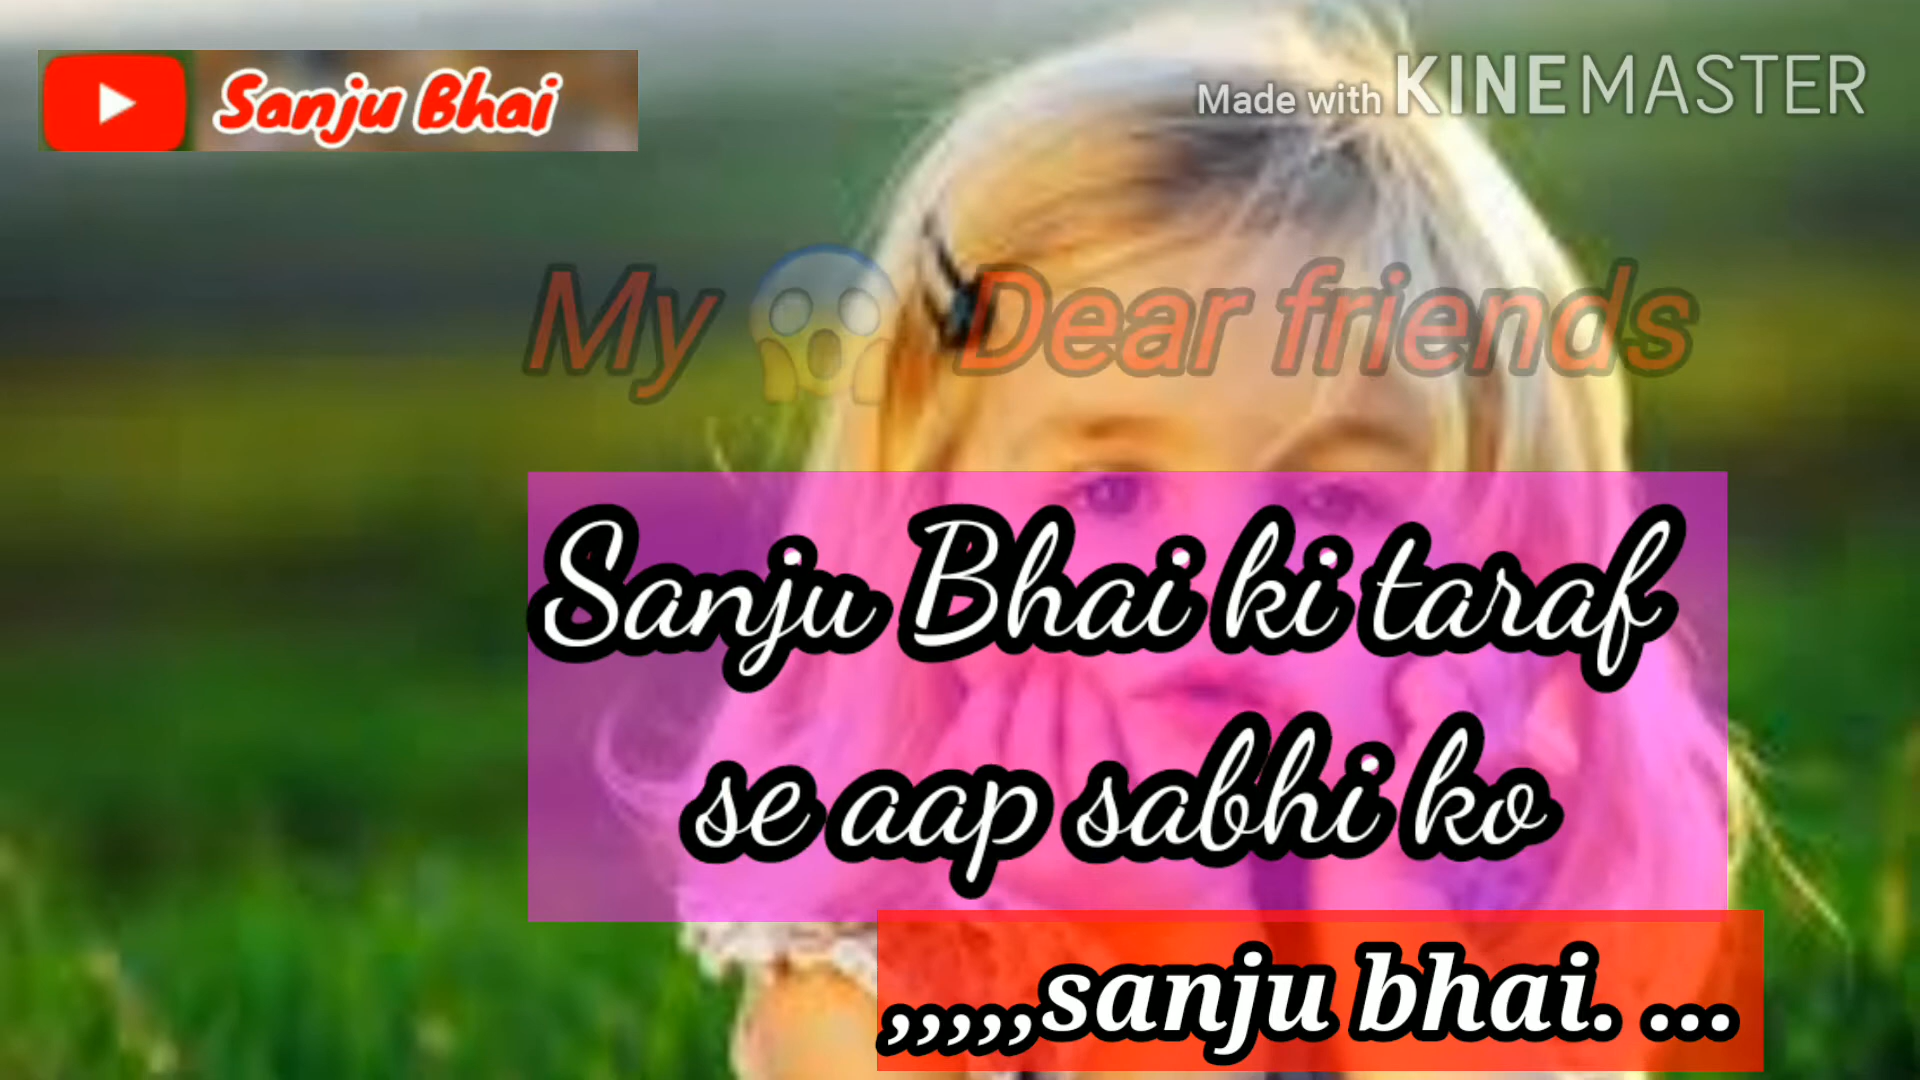 Sanju Bhai
Made with KINEMASTER
My 😱 Dear friends
Sanju Bhai ki taraf
se aap sabhi ko
,,,,,sanju bhai. ...